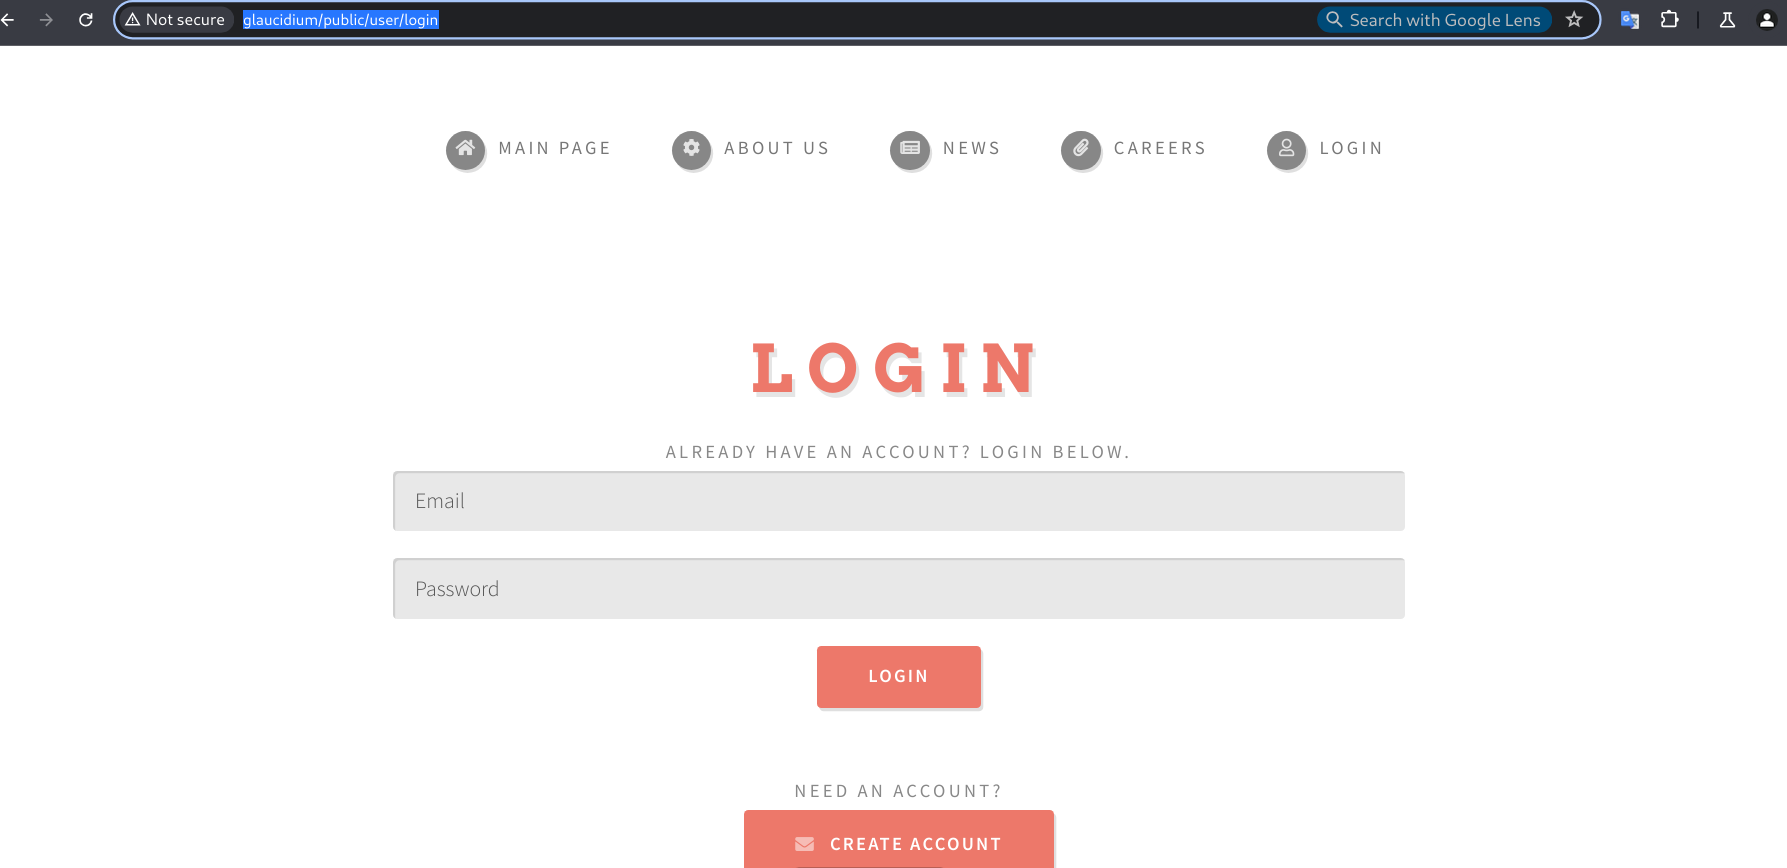 Not secure glaucidium/public/user/login Search with Google Lens
MAIN PAGE ABOUT US NEWS CAREERS LOGIN
LOGIN
ALREADY HAVE AN ACCOUNT? LOGIN BELOW.
Email
Password
LOGIN
NEED AN ACCOUNT?
CREATE ACCOUNT